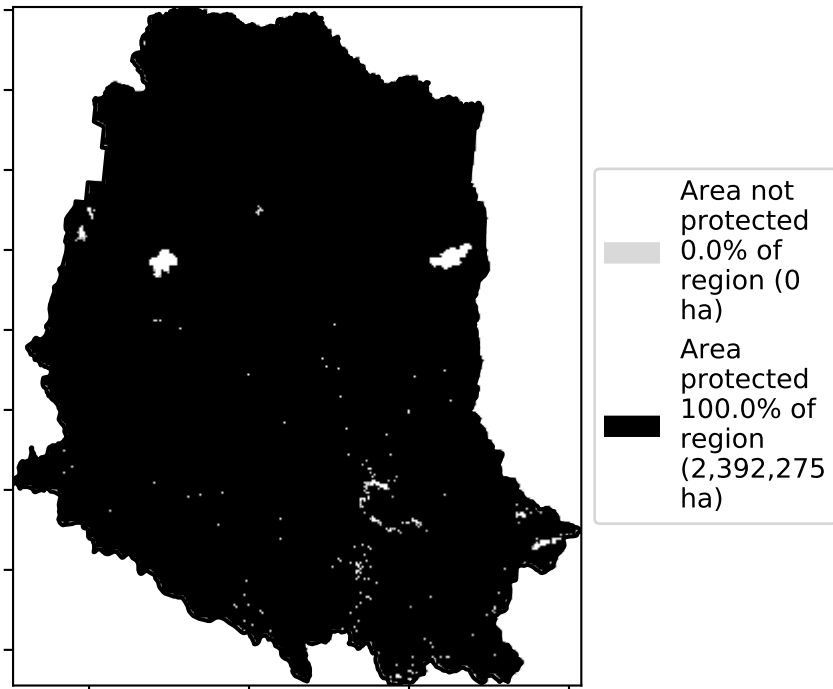 Area not
protected
0.0% of
region (0
ha)
Area
protected
100.0% of
region
(2,392,275
ha)